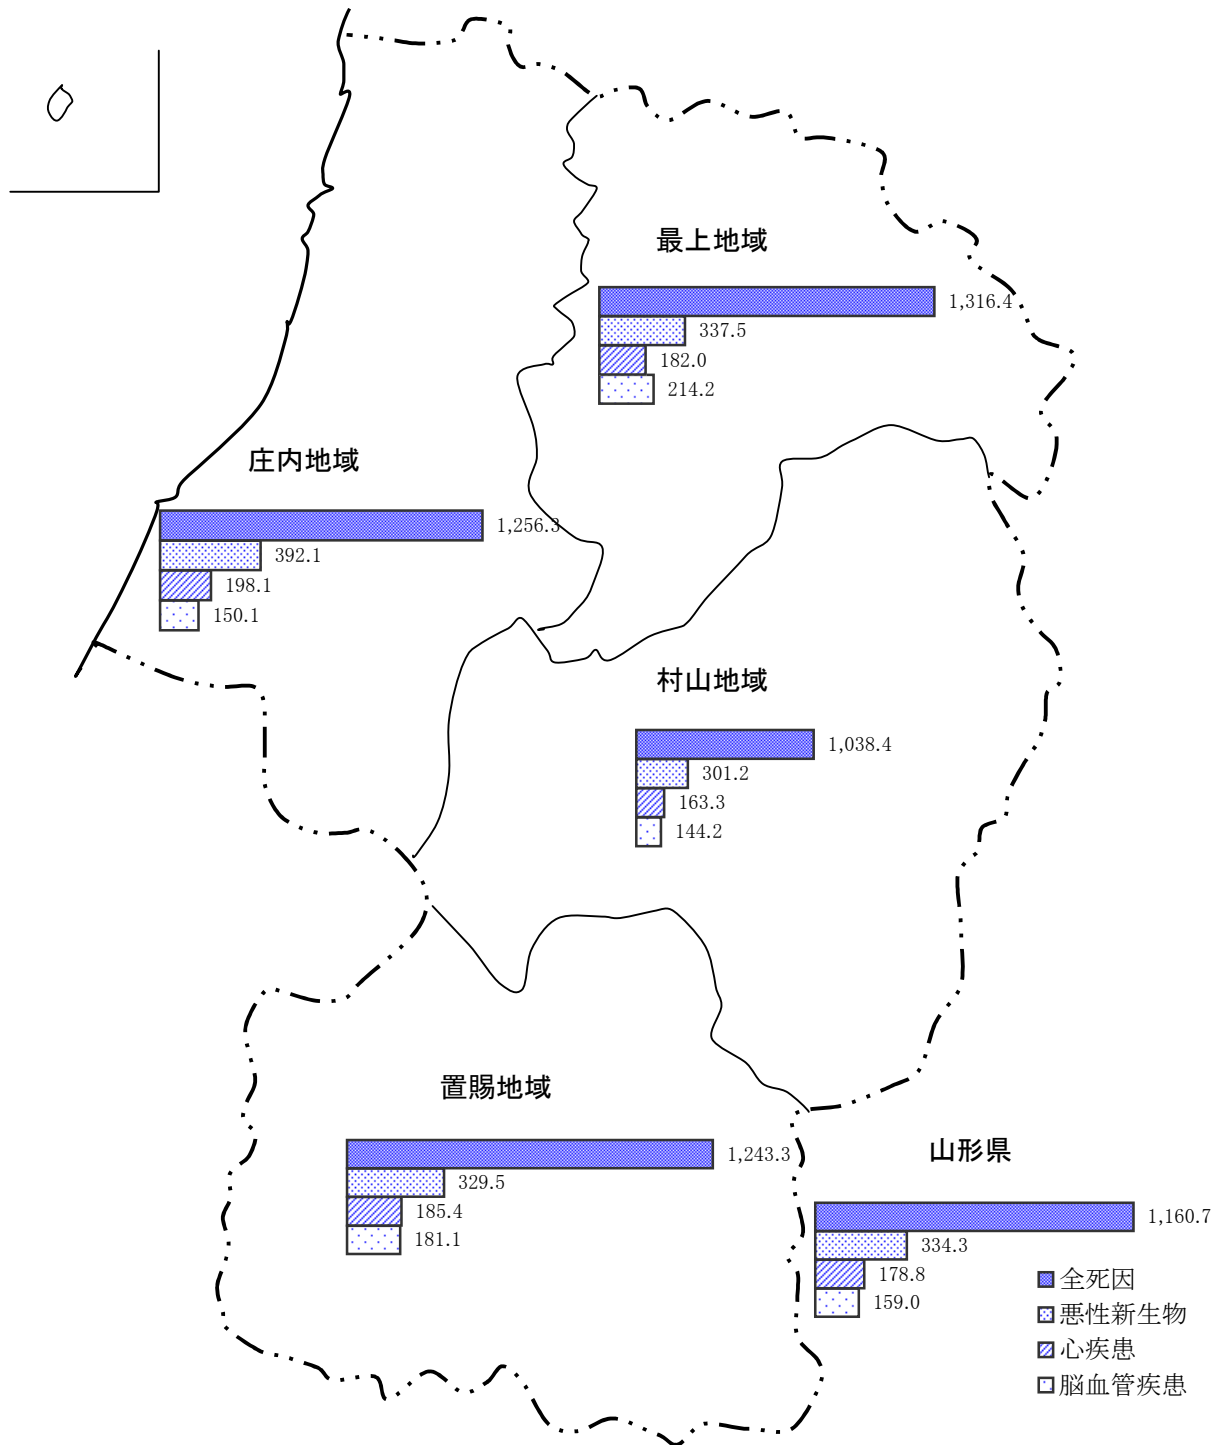 最上地域
1,316.4
337.5
182.0
214.2
庄内地域
1,256.3
392.1
198.1
150.1
村山地域
1,038.4
301.2
163.3
144.2
置賜地域
1,243.3
329.5
185.4
181.1
山形県
1,160.7
334.3
178.8
159.0
全死因
悪性新生物
心疾患
脳血管疾患